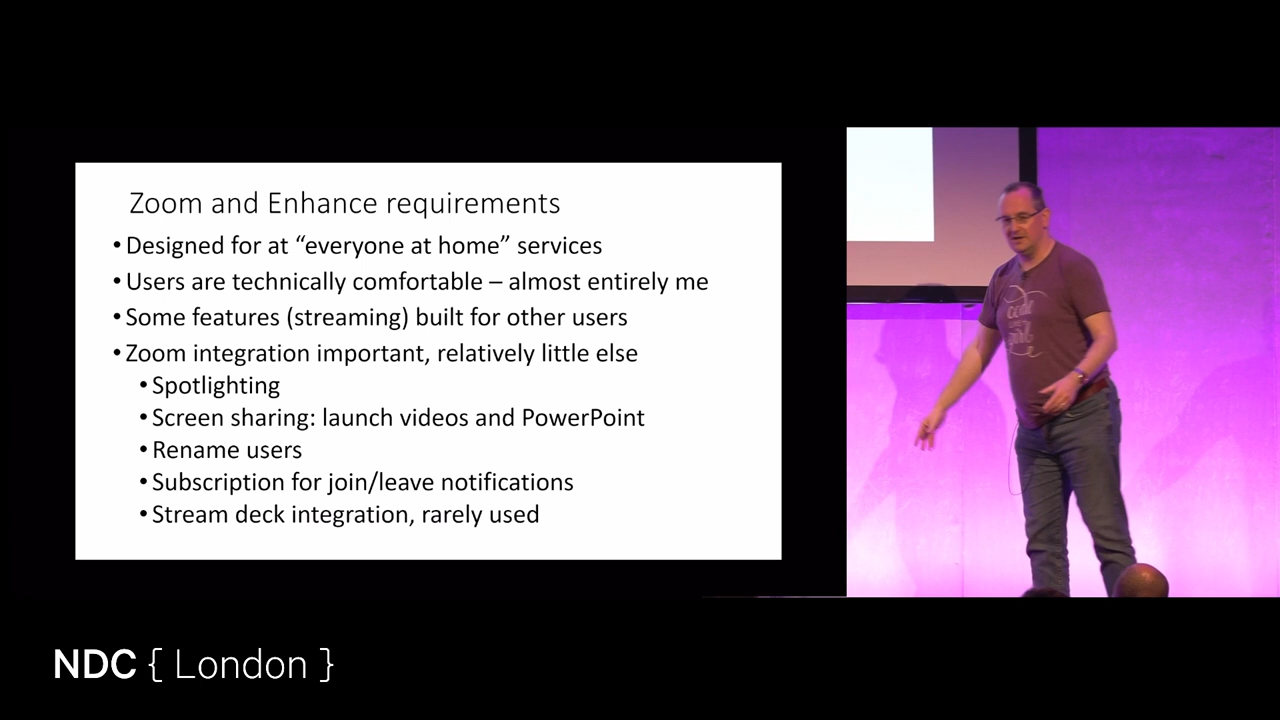 Zoom and Enhance requirements
• Designed for at “everyone at home” services
• Users are technically comfortable – almost entirely me
• Some features (streaming) built for other users
• Zoom integration important, relatively little else
• Spotlighting
• Screen sharing: launch videos and PowerPoint
• Rename users
• Subscription for join/leave notifications
• Stream deck integration, rarely used
NDC { London }